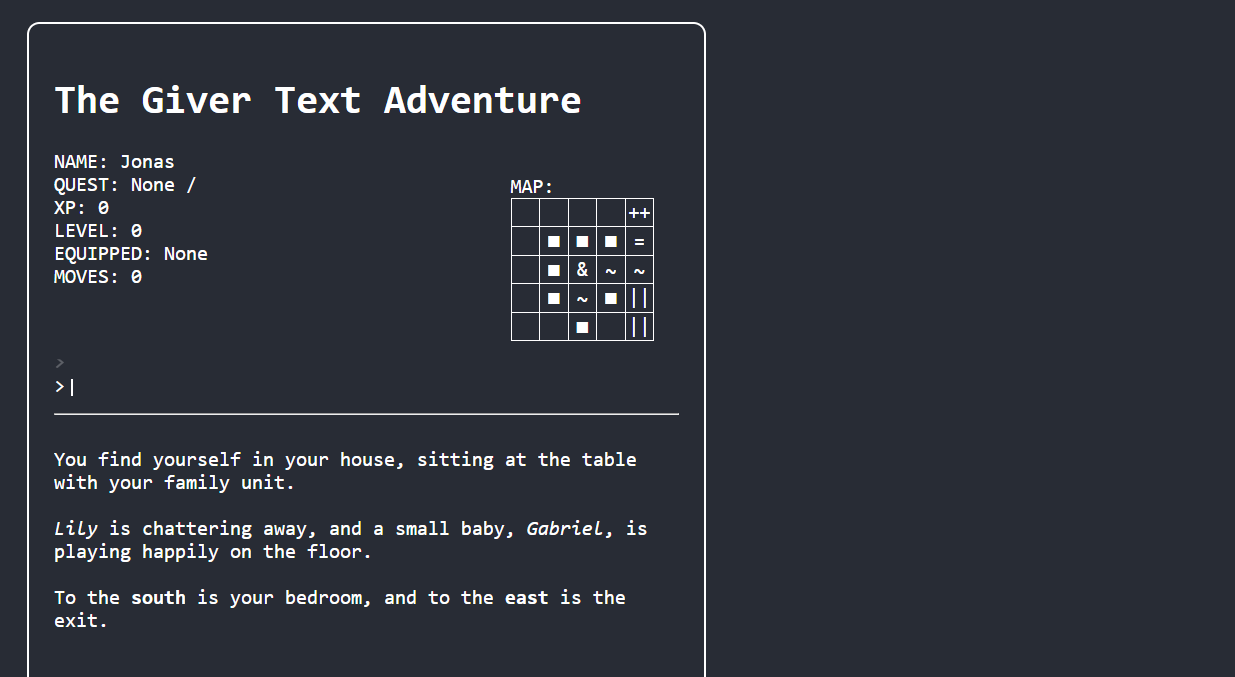 The Giver Text Adventure
NAME: Jonas
QUEST: None /
XP: 0
LEVEL: 0
EQUIPPED: None
MOVES: 0
MAP:
++
■ ■ ■ =
■ & ~ ~
■ ~ ■ ||
■ ||
>
>
You find yourself in your house, sitting at the table
with your family unit.
Lily is chattering away, and a small baby, Gabriel, is
playing happily on the floor.
To the south is your bedroom, and to the east is the
exit.